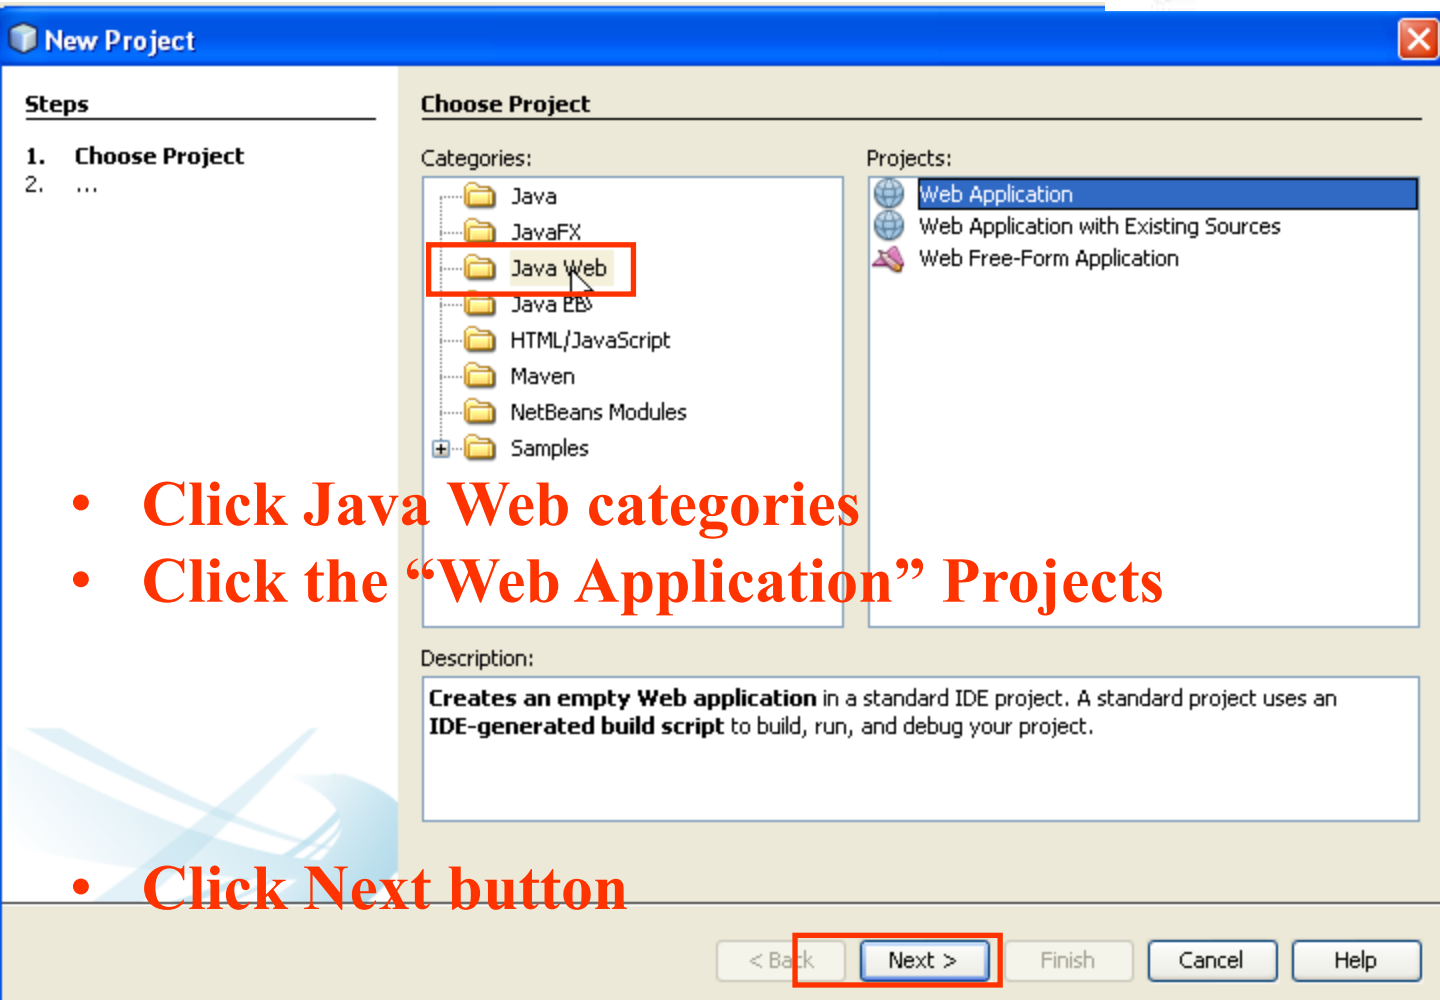 New Project
Steps
1. Choose Project
2. ...
Choose Project
Categories:
Java
JavaFX
Java Web
Java EE
HTML/JavaScript
Maven
NetBeans Modules
Samples
Projects:
Web Application
Web Application with Existing Sources
Web Free-Form Application
• Click Java Web categories
• Click the “Web Application” Projects
Description:
Creates an empty Web application in a standard IDE project. A standard project uses an
IDE-generated build script to build, run, and debug your project.
• Click Next button
< Back
Next >
Finish
Cancel
Help